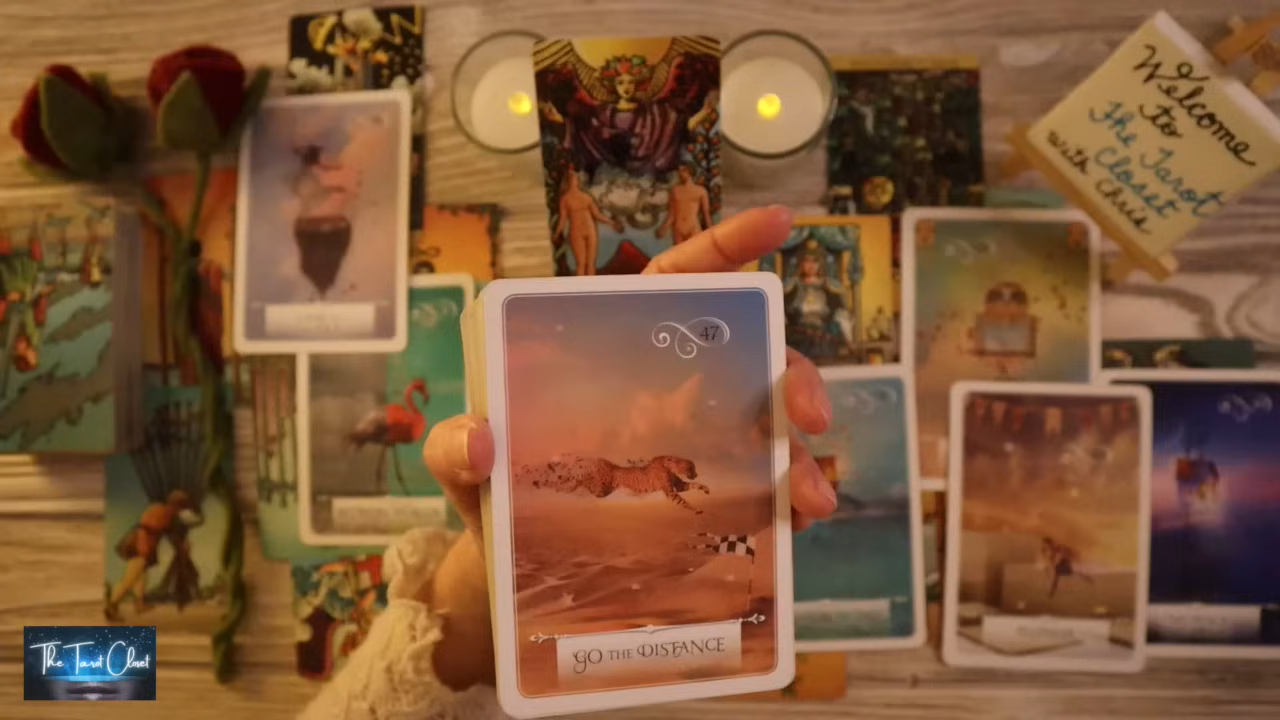 Welcome
to
The Tarot
Closet
with Chris
47
GO THE DISTANCE
The Tarot Closet